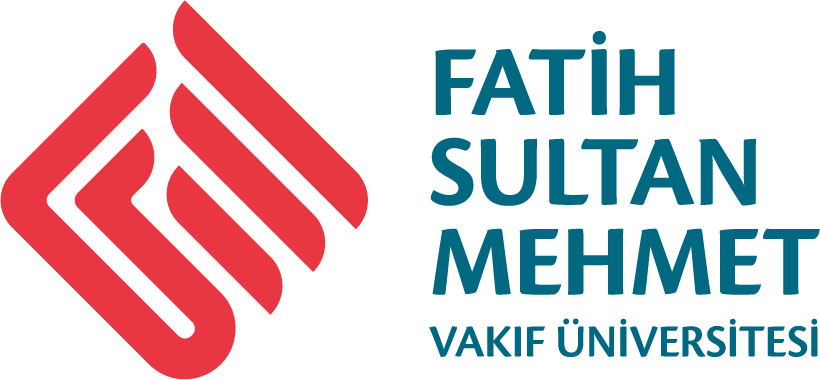 FATİH
SULTAN
MEHMET
VAKIF ÜNİVERSİTESİ